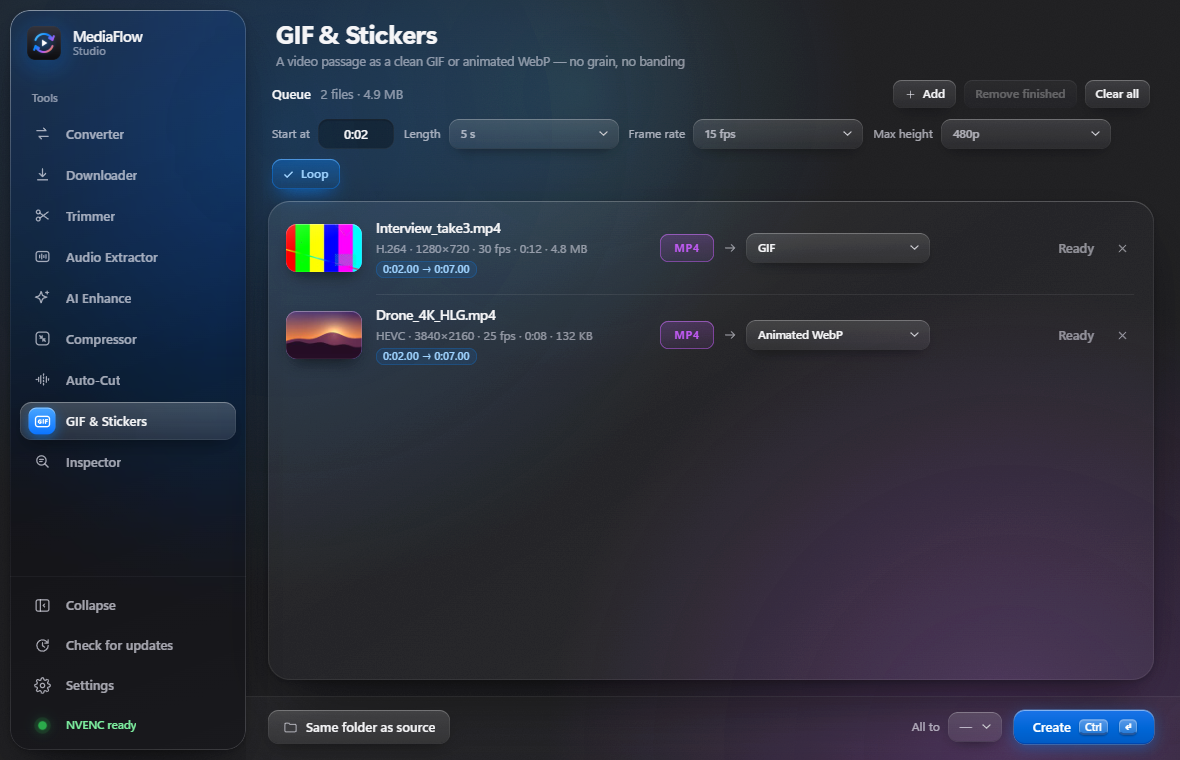 MediaFlow
Studio
Tools
Converter
Downloader
Trimmer
Audio Extractor
AI Enhance
Compressor
Auto-Cut
GIF
GIF & Stickers
Inspector
Collapse
Check for updates
Settings
NVENC ready
GIF & Stickers
A video passage as a clean GIF or animated WebP — no grain, no banding
Queue 2 files · 4.9 MB
+ Add Remove finished Clear all
Start at 0:02 Length 5 s Frame rate 15 fps Max height 480p
✓ Loop
Interview_take3.mp4
H.264 · 1280×720 · 30 fps · 0:12 · 4.8 MB
0:02.00 → 0:07.00
MP4 → GIF Ready ×
Drone_4K_HLG.mp4
HEVC · 3840×2160 · 25 fps · 0:08 · 132 KB
0:02.00 → 0:07.00
MP4 → Animated WebP Ready ×
Same folder as source
All to —
Create Ctrl ⏎